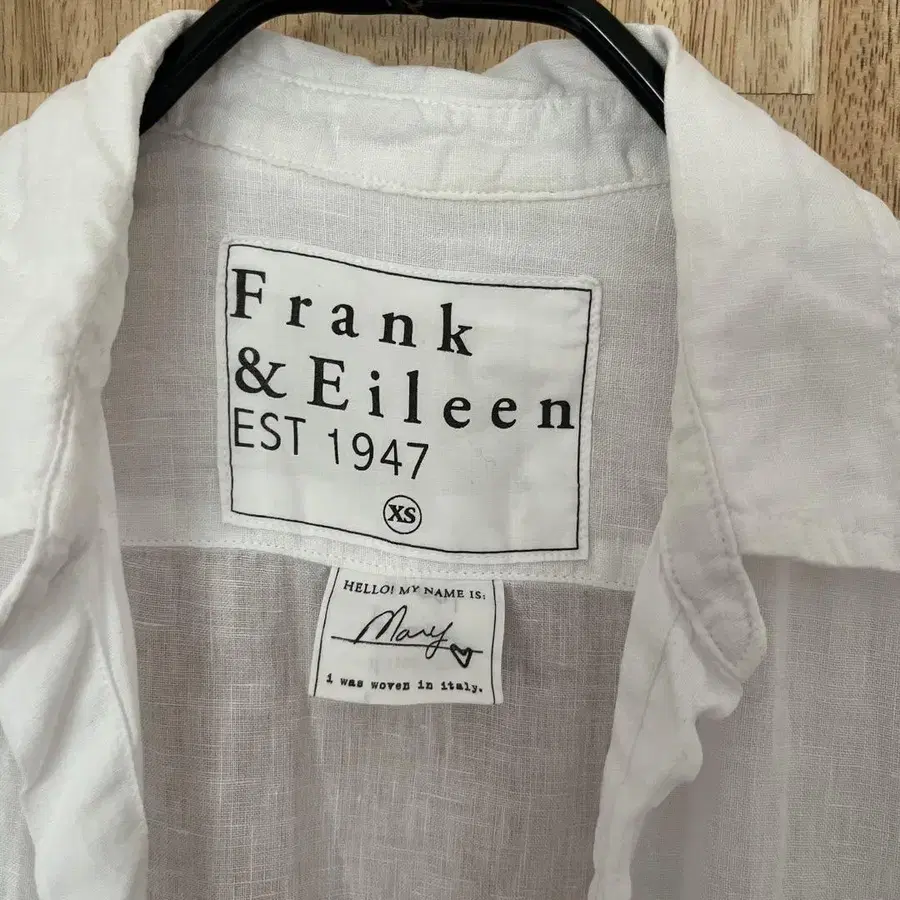 Frank
& Eileen
EST 1947
XS
HELLO! MY NAME IS:
Mary
i was woven in italy.